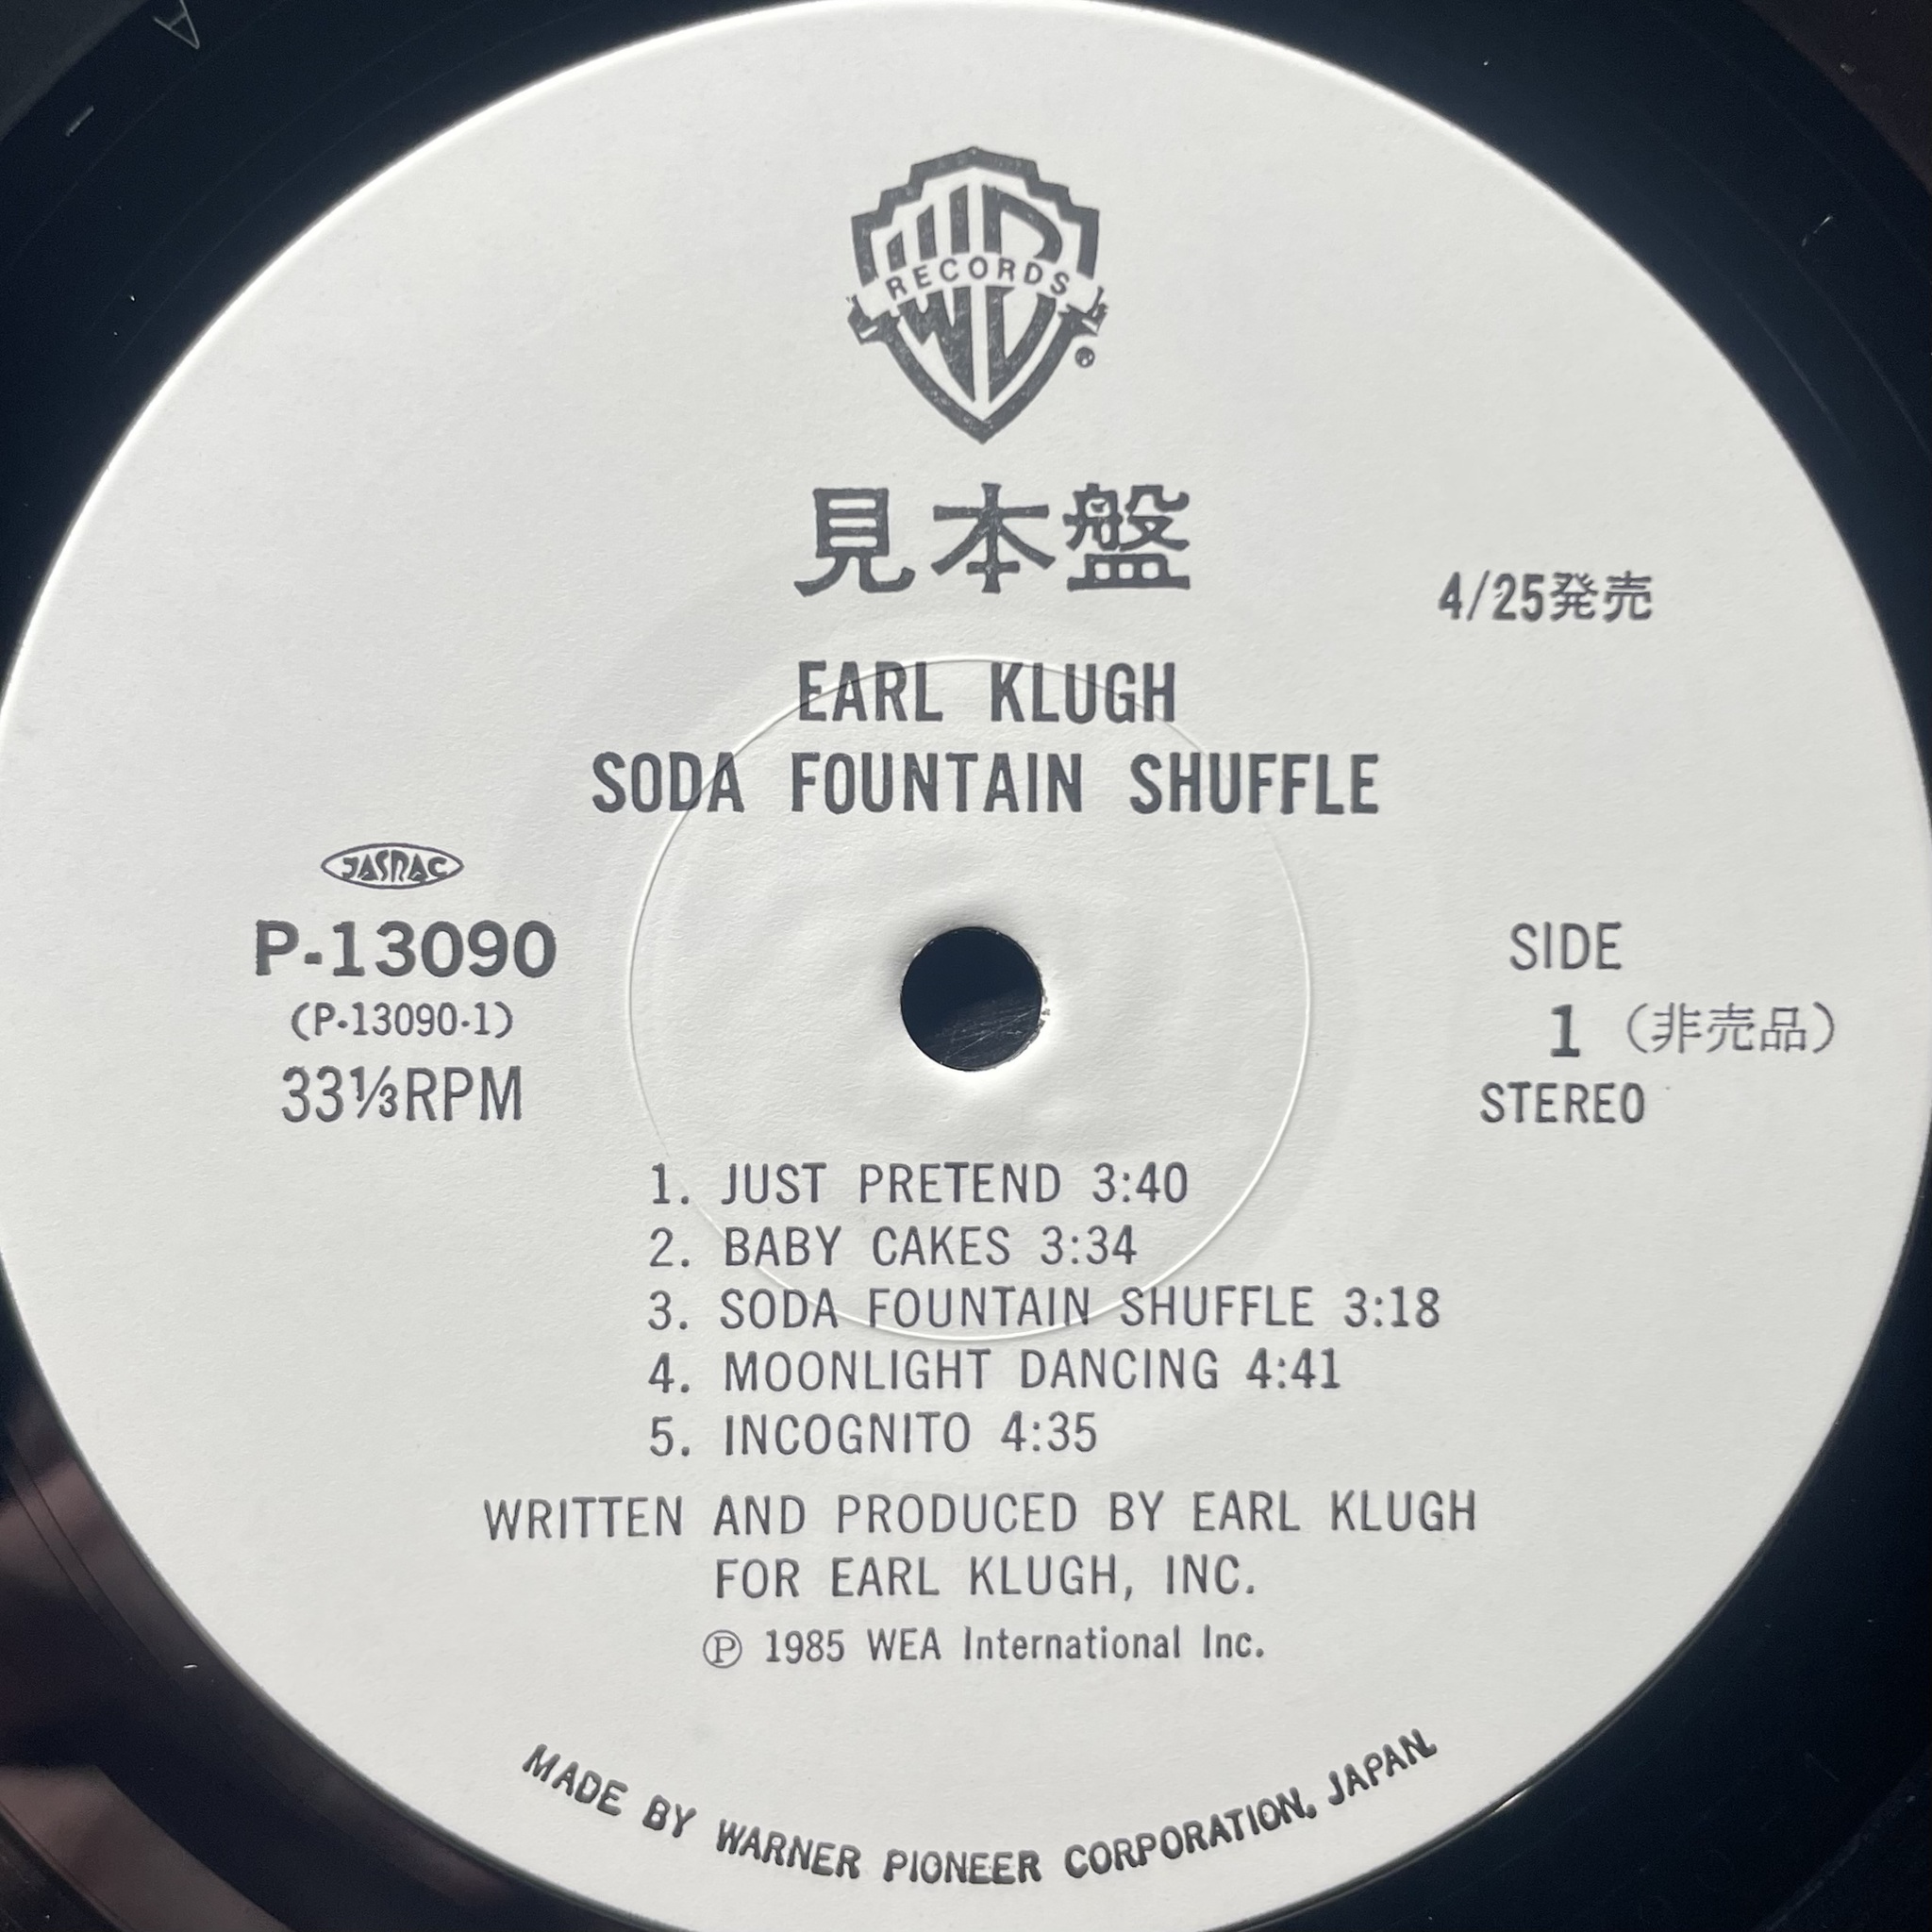 A
WB
RECORDS
®
見本盤
4/25発売
EARL KLUGH
SODA FOUNTAIN SHUFFLE
JASRAC
P-13090
(P-13090-1)
33⅓RPM
SIDE
1 (非売品)
STEREO
1. JUST PRETEND 3:40
2. BABY CAKES 3:34
3. SODA FOUNTAIN SHUFFLE 3:18
4. MOONLIGHT DANCING 4:41
5. INCOGNITO 4:35
WRITTEN AND PRODUCED BY EARL KLUGH
FOR EARL KLUGH, INC.
Ⓟ 1985 WEA International Inc.
MADE BY WARNER PIONEER CORPORATION, JAPAN.